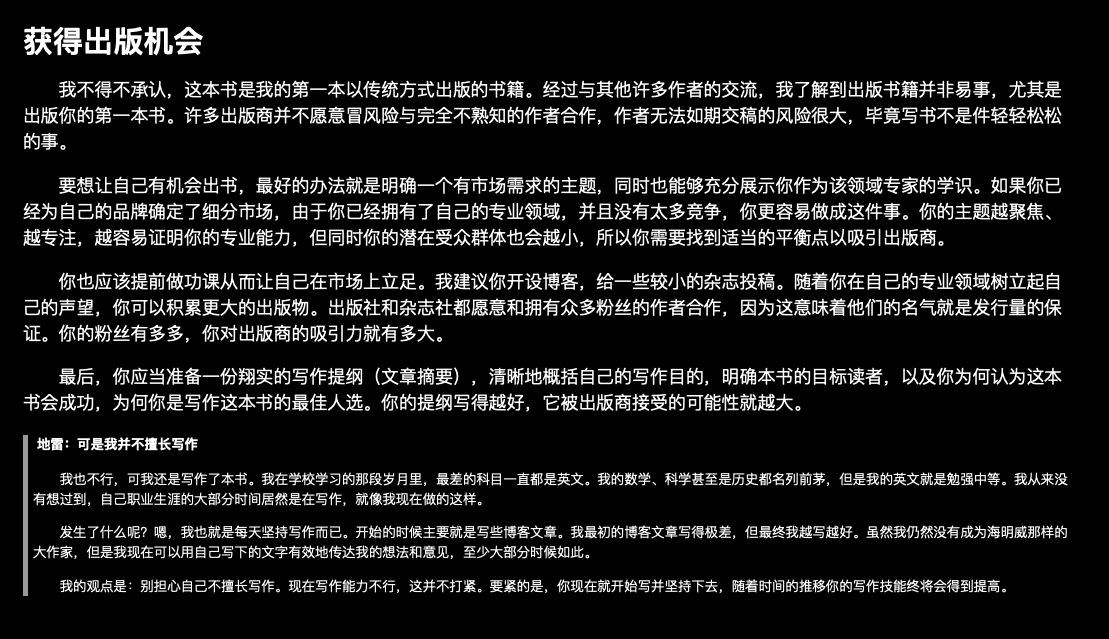 获得出版机会
我不得不承认，这本书是我的第一本以传统方式出版的书籍。经过与其他许多作者的交流，我了解到出版书籍并非易事，尤其是
出版你的第一本书。许多出版商并不愿意冒风险与完全不熟知的作者合作，作者无法如期交稿的风险很大，毕竟写书不是件轻轻松松
的事。
要想让自己有机会出书，最好的办法就是明确一个有市场需求的主题，同时也能够充分展示你作为该领域专家的学识。如果你已
经为自己的品牌确定了细分市场，由于你已经拥有了自己的专业领域，并且没有太多竞争，你更容易做成这件事。你的主题越聚焦、
越专注，越容易证明你的专业能力，但同时你的潜在受众群体也会越小，所以你需要找到适当的平衡点以吸引出版商。
你也应该提前做功课从而让自己在市场上立足。我建议你开设博客，给一些较小的杂志投稿。随着你在自己的专业领域树立起自
己的声望，你可以积累更大的出版物。出版社和杂志社都愿意和拥有众多粉丝的作者合作，因为这意味着他们的名气就是发行量的保
证。你的粉丝有多多，你对出版商的吸引力就有多大。
最后，你应当准备一份翔实的写作提纲（文章摘要），清晰地概括自己的写作目的，明确本书的目标读者，以及你为何认为这本
书会成功，为何你是写作这本书的最佳人选。你的提纲写得越好，它被出版商接受的可能性就越大。
地雷：可是我并不擅长写作
我也不行，可我还是写作了本书。我在学校学习的那段岁月里，最差的科目一直都是英文。我的数学、科学甚至是历史都名列前茅，但是我的英文就是勉强中等。我从来没
有想过到，自己职业生涯的大部分时间居然是在写作，就像我现在做的这样。
发生了什么呢？嗯，我也就是每天坚持写作而已。开始的时候主要就是写些博客文章。我最初的博客文章写得极差，但最终我越写越好。虽然我仍然没有成为海明威那样的
大作家，但是我现在可以用自己写下的文字有效地传达我的想法和意见，至少大部分时候如此。
我的观点是：别担心自己不擅长写作。现在写作能力不行，这并不打紧。要紧的是，你现在就开始写并坚持下去，随着时间的推移你的写作技能终将会得到提高。